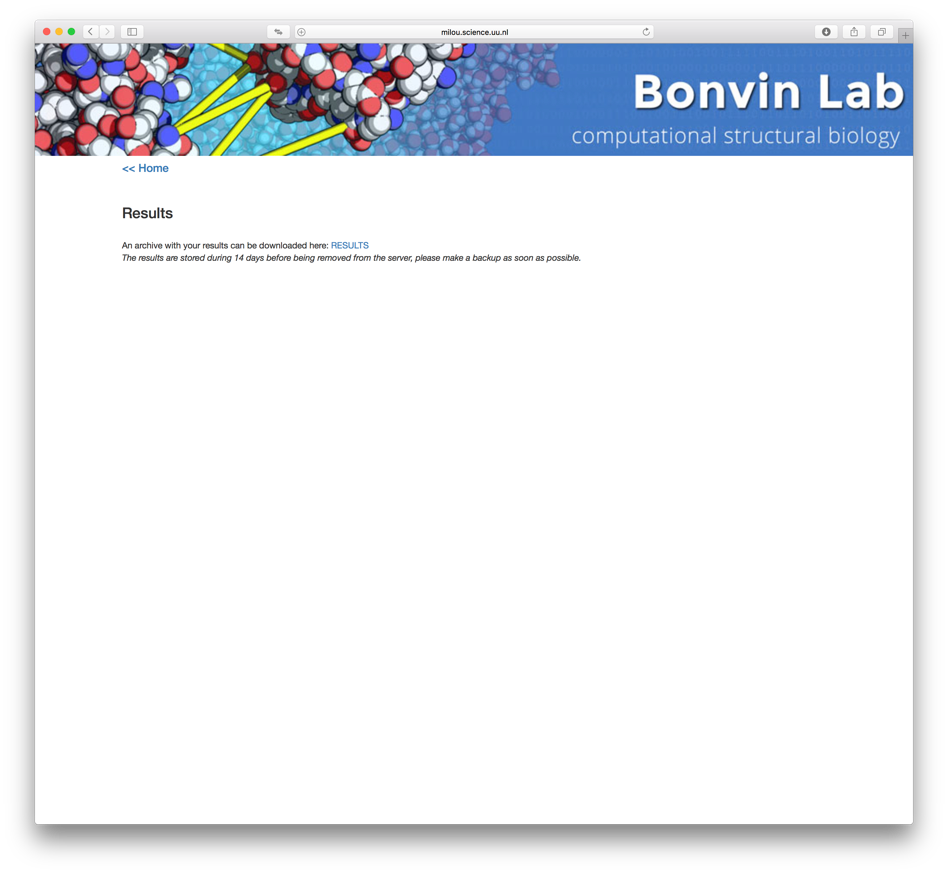 milou.science.uu.nl
Bonvin Lab
computational structural biology
<< Home
Results
An archive with your results can be downloaded here: RESULTS
The results are stored during 14 days before being removed from the server, please make a backup as soon as possible.